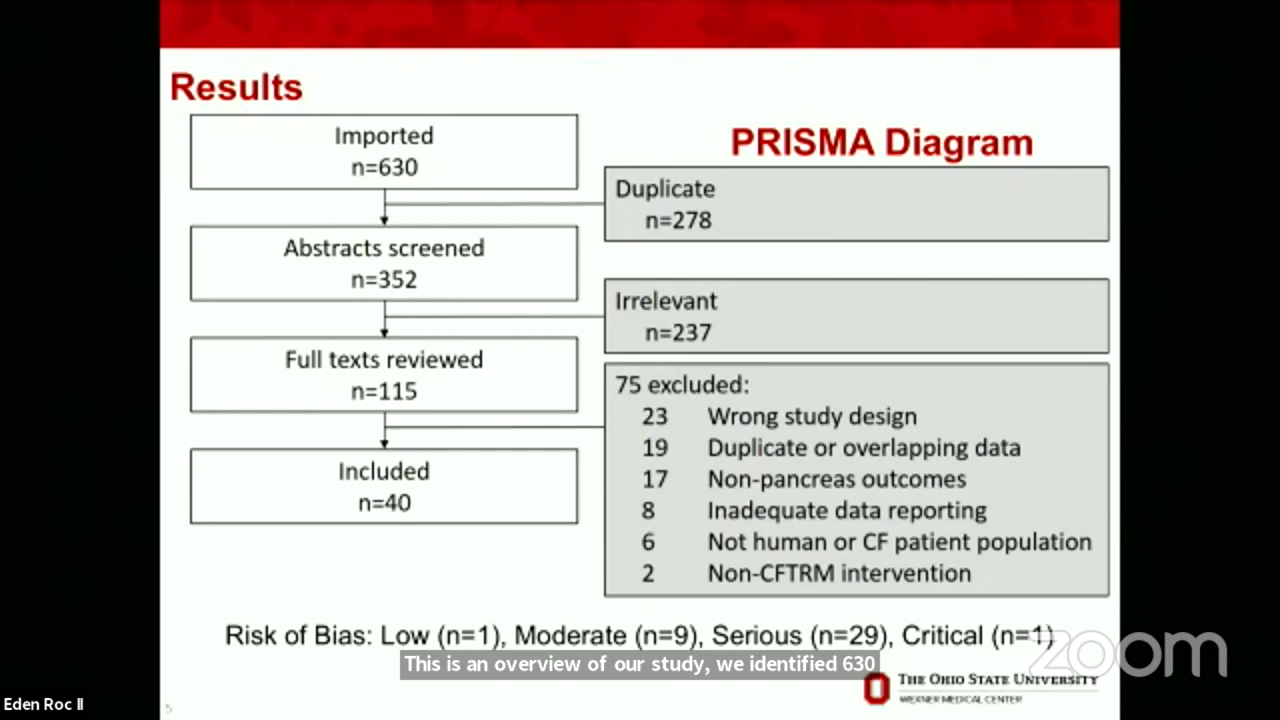 Results
PRISMA Diagram
Imported
n=630
Duplicate
n=278
Abstracts screened
n=352
Irrelevant
n=237
Full texts reviewed
n=115
75 excluded:
23 Wrong study design
19 Duplicate or overlapping data
17 Non-pancreas outcomes
8 Inadequate data reporting
6 Not human or CF patient population
2 Non-CFTRM intervention
Included
n=40
Risk of Bias: Low (n=1), Moderate (n=9), Serious (n=29), Critical (n=1)
zoom
This is an overview of our study, we identified 630
THE OHIO STATE UNIVERSITY
WEXNER MEDICAL CENTER
Eden Roc II
5